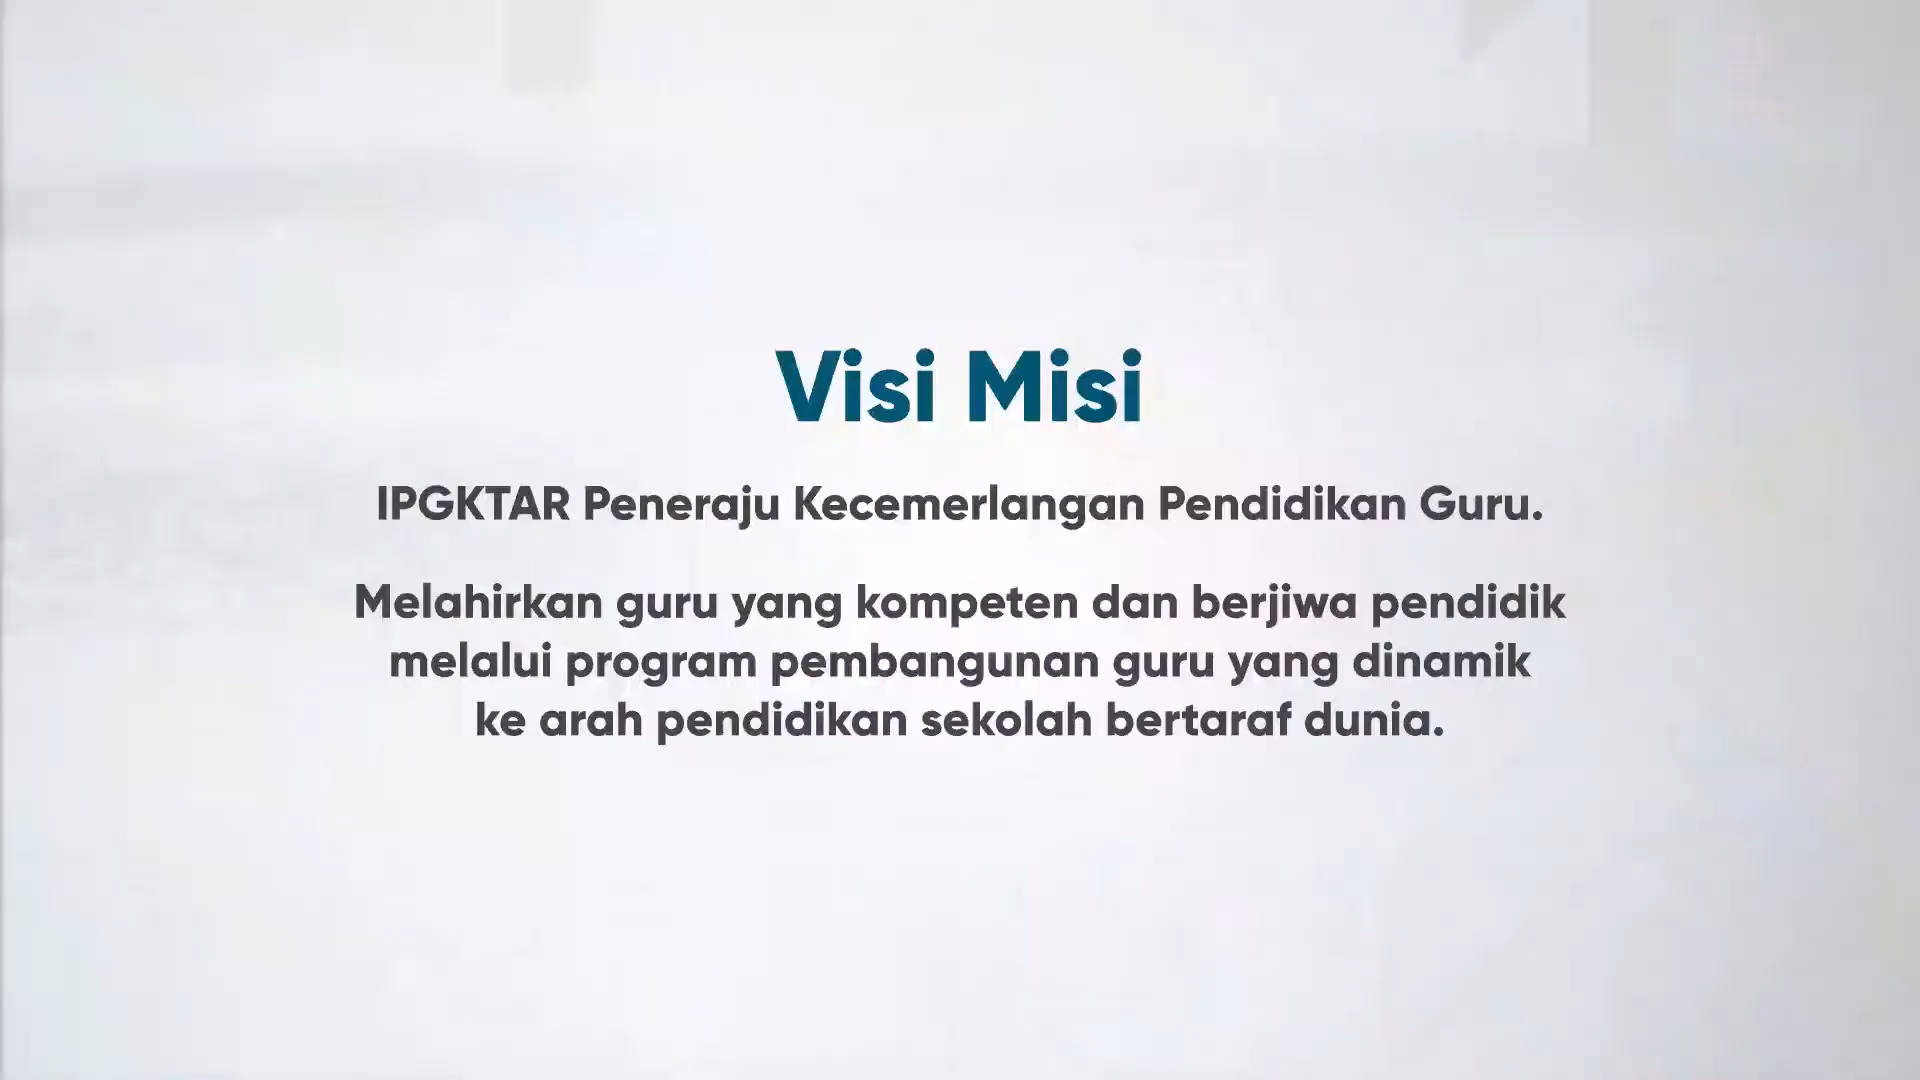 Visi Misi
IPGKTAR Peneraju Kecemerlangan Pendidikan Guru.
Melahirkan guru yang kompeten dan berjiwa pendidik
melalui program pembangunan guru yang dinamik
ke arah pendidikan sekolah bertaraf dunia.